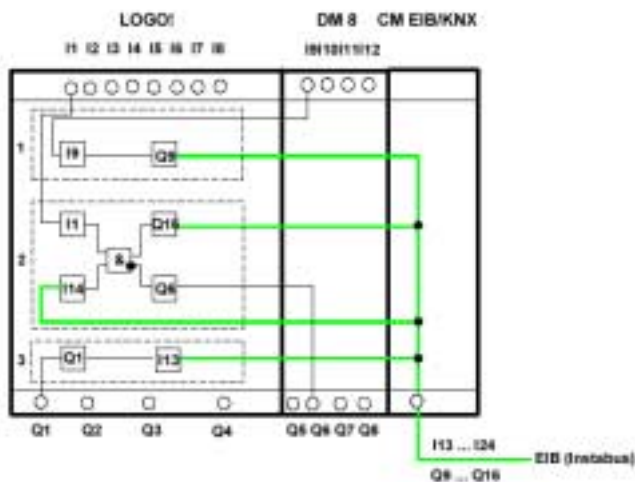 LOGO! DM 8 CM EIB/KNX
I1 I2 I3 I4 I5 I6 I7 I8 I9I10I11I12
1 I9 Q9
I1 Q16
2 &
I14 Q6
3 Q1 I13
Q1 Q2 Q3 Q4 Q5 Q6 Q7 Q8
I13 ... I24
EIB (Instabus)
Q9 ... Q16